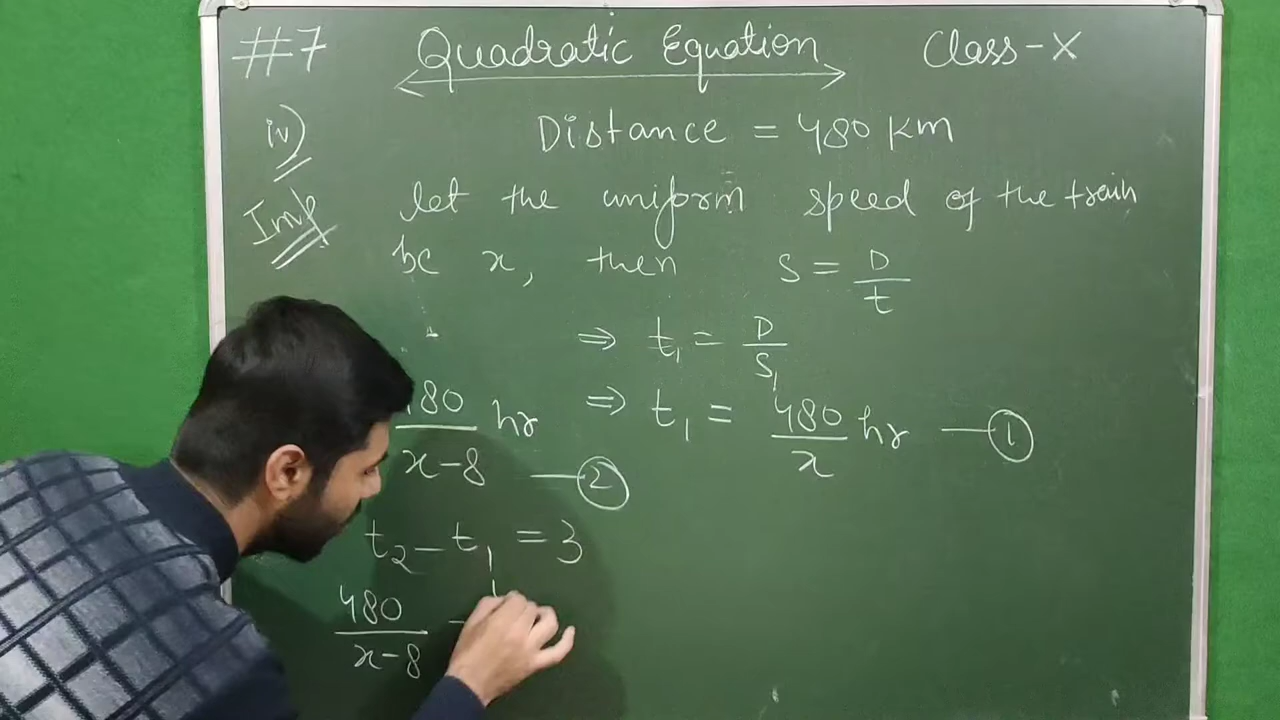 #7 Quadratic Equation Class-X
iv) Distance = 480 Km
Imp let the uniform speed of the train
be x, then S = D/t
⇒ t₁ = D/S₁
480/x-8 hr —② ⇒ t₁ = 480/x hr —①
t₂ - t₁ = 3
480/x-8 -